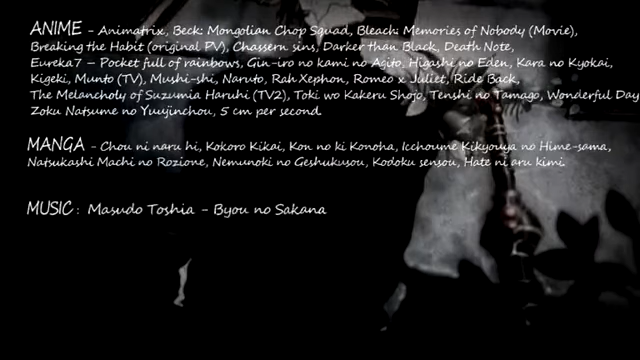 ANIME - Animatrix, Beck: Mongolian Chop Squad, Bleach: Memories of Nobody (Movie),
Breaking the Habit (original PV), Chassern sins, Darker than Black, Death Note,
Eureka7 – Pocket full of rainbows, Gin-iro no kami no Agito, Higashi no Eden, Kara no Kyokai,
Kigeki, Munto (TV), Mushi-shi, Naruto, Rah Xephon, Romeo x Juliet, Ride Back,
The Melancholy of Suzumia Haruhi (TV2), Toki wo Kakeru Shojo, Tenshi no Tamago, Wonderful Day
Zoku Natsume no Yuujinchou, 5 cm per second.
MANGA - Chou ni naru hi, Kokoro Kikai, Kon no ki Konoha, Icchoume Kikyouya no Hime-sama,
Natsukashi Machi no Rozione, Nemunoki no Geshukusou, Kodoku sensou, Hate ni aru kimi.
MUSIC : Masudo Toshia - Byou no Sakana